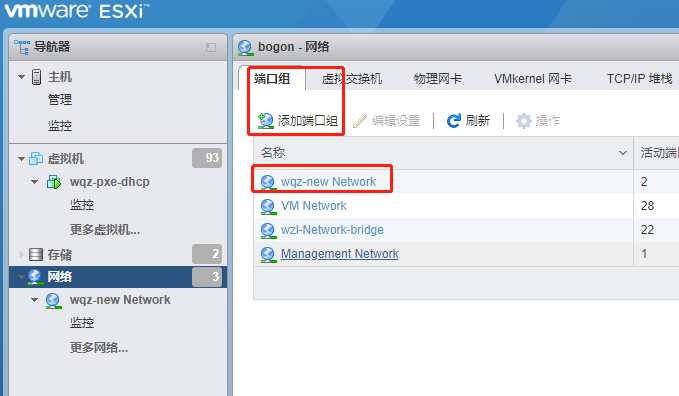 vmware ESXi™
导航器
主机
管理
监控
虚拟机 93
wqz-pxe-dhcp
监控
更多虚拟机...
存储 2
网络 3
wqz-new Network
监控
更多网络...
bogon - 网络
端口组 虚拟交换机 物理网卡 VMkernel 网卡 TCP/IP 堆栈
添加端口组 编辑设置 刷新 操作
名称 活动端
wqz-new Network 2
VM Network 28
wzl-Network-bridge 22
Management Network 1